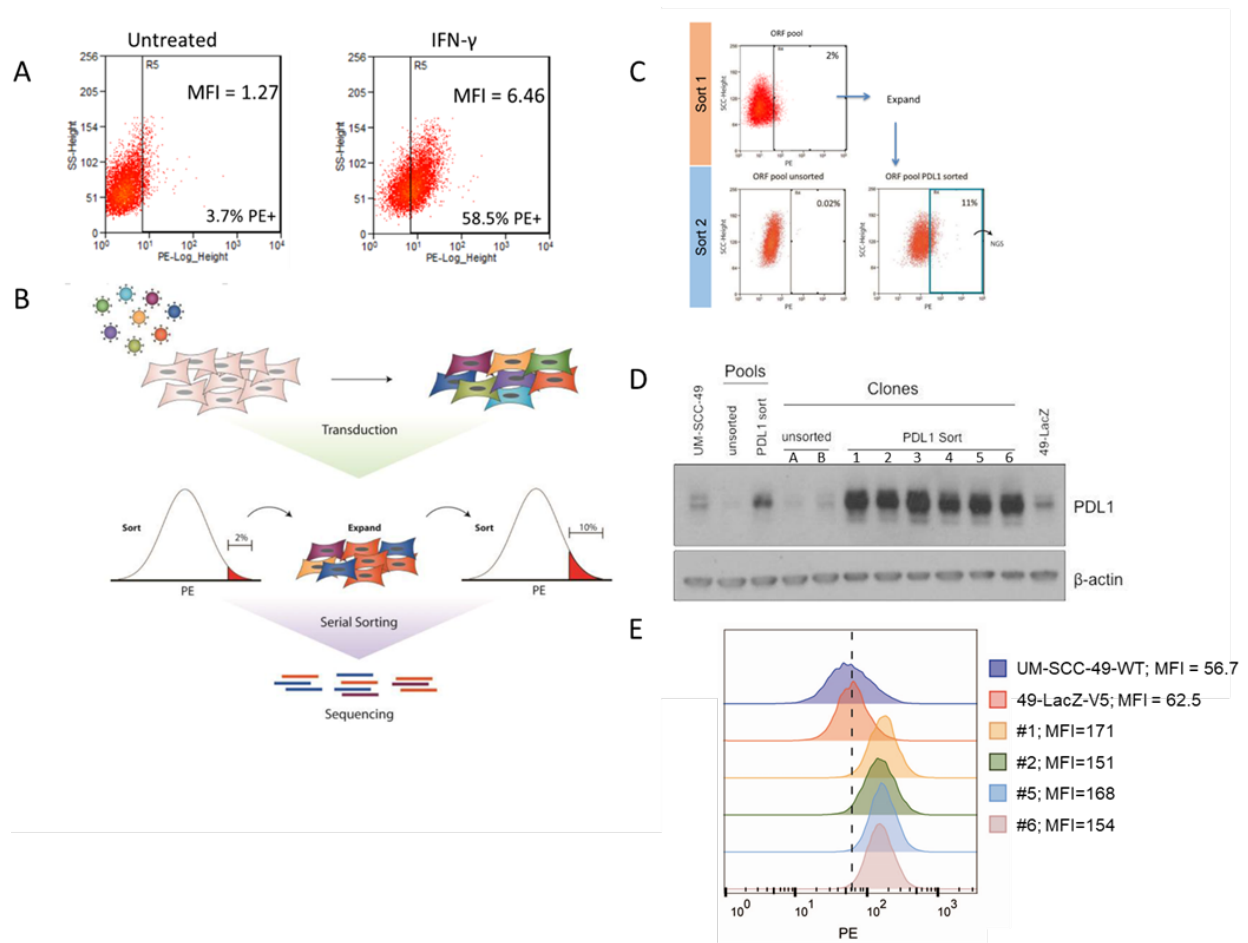 A
Untreated
256
205
154
102
51
0
SS-Height
R5
MFI = 1.27
3.7% PE+
10⁰ 10¹ 10² 10³ 10⁴
PE-Log_Height
IFN-γ
256
205
154
102
51
0
SS-Height
R5
MFI = 6.46
58.5% PE+
10⁰ 10¹ 10² 10³ 10⁴
PE-Log_Height
B
Transduction
Sort
2%
PE
Expand
Sort
10%
PE
Serial Sorting
Sequencing
C
Sort 1
ORF pool
SCC-Height
2%
PE
Expand
Sort 2
ORF pool unsorted
SCC-Height
0.02%
PE
ORF pool PDL1 sorted
SCC-Height
11%
PE
NGS
D
Pools
Clones
UM-SCC-49
unsorted
PDL1 sort
unsorted
A B
PDL1 Sort
1 2 3 4 5 6
49-LacZ
PDL1
β-actin
E
UM-SCC-49-WT; MFI = 56.7
49-LacZ-V5; MFI = 62.5
#1; MFI=171
#2; MFI=151
#5; MFI=168
#6; MFI=154
10⁰ 10¹ 10² 10³
PE